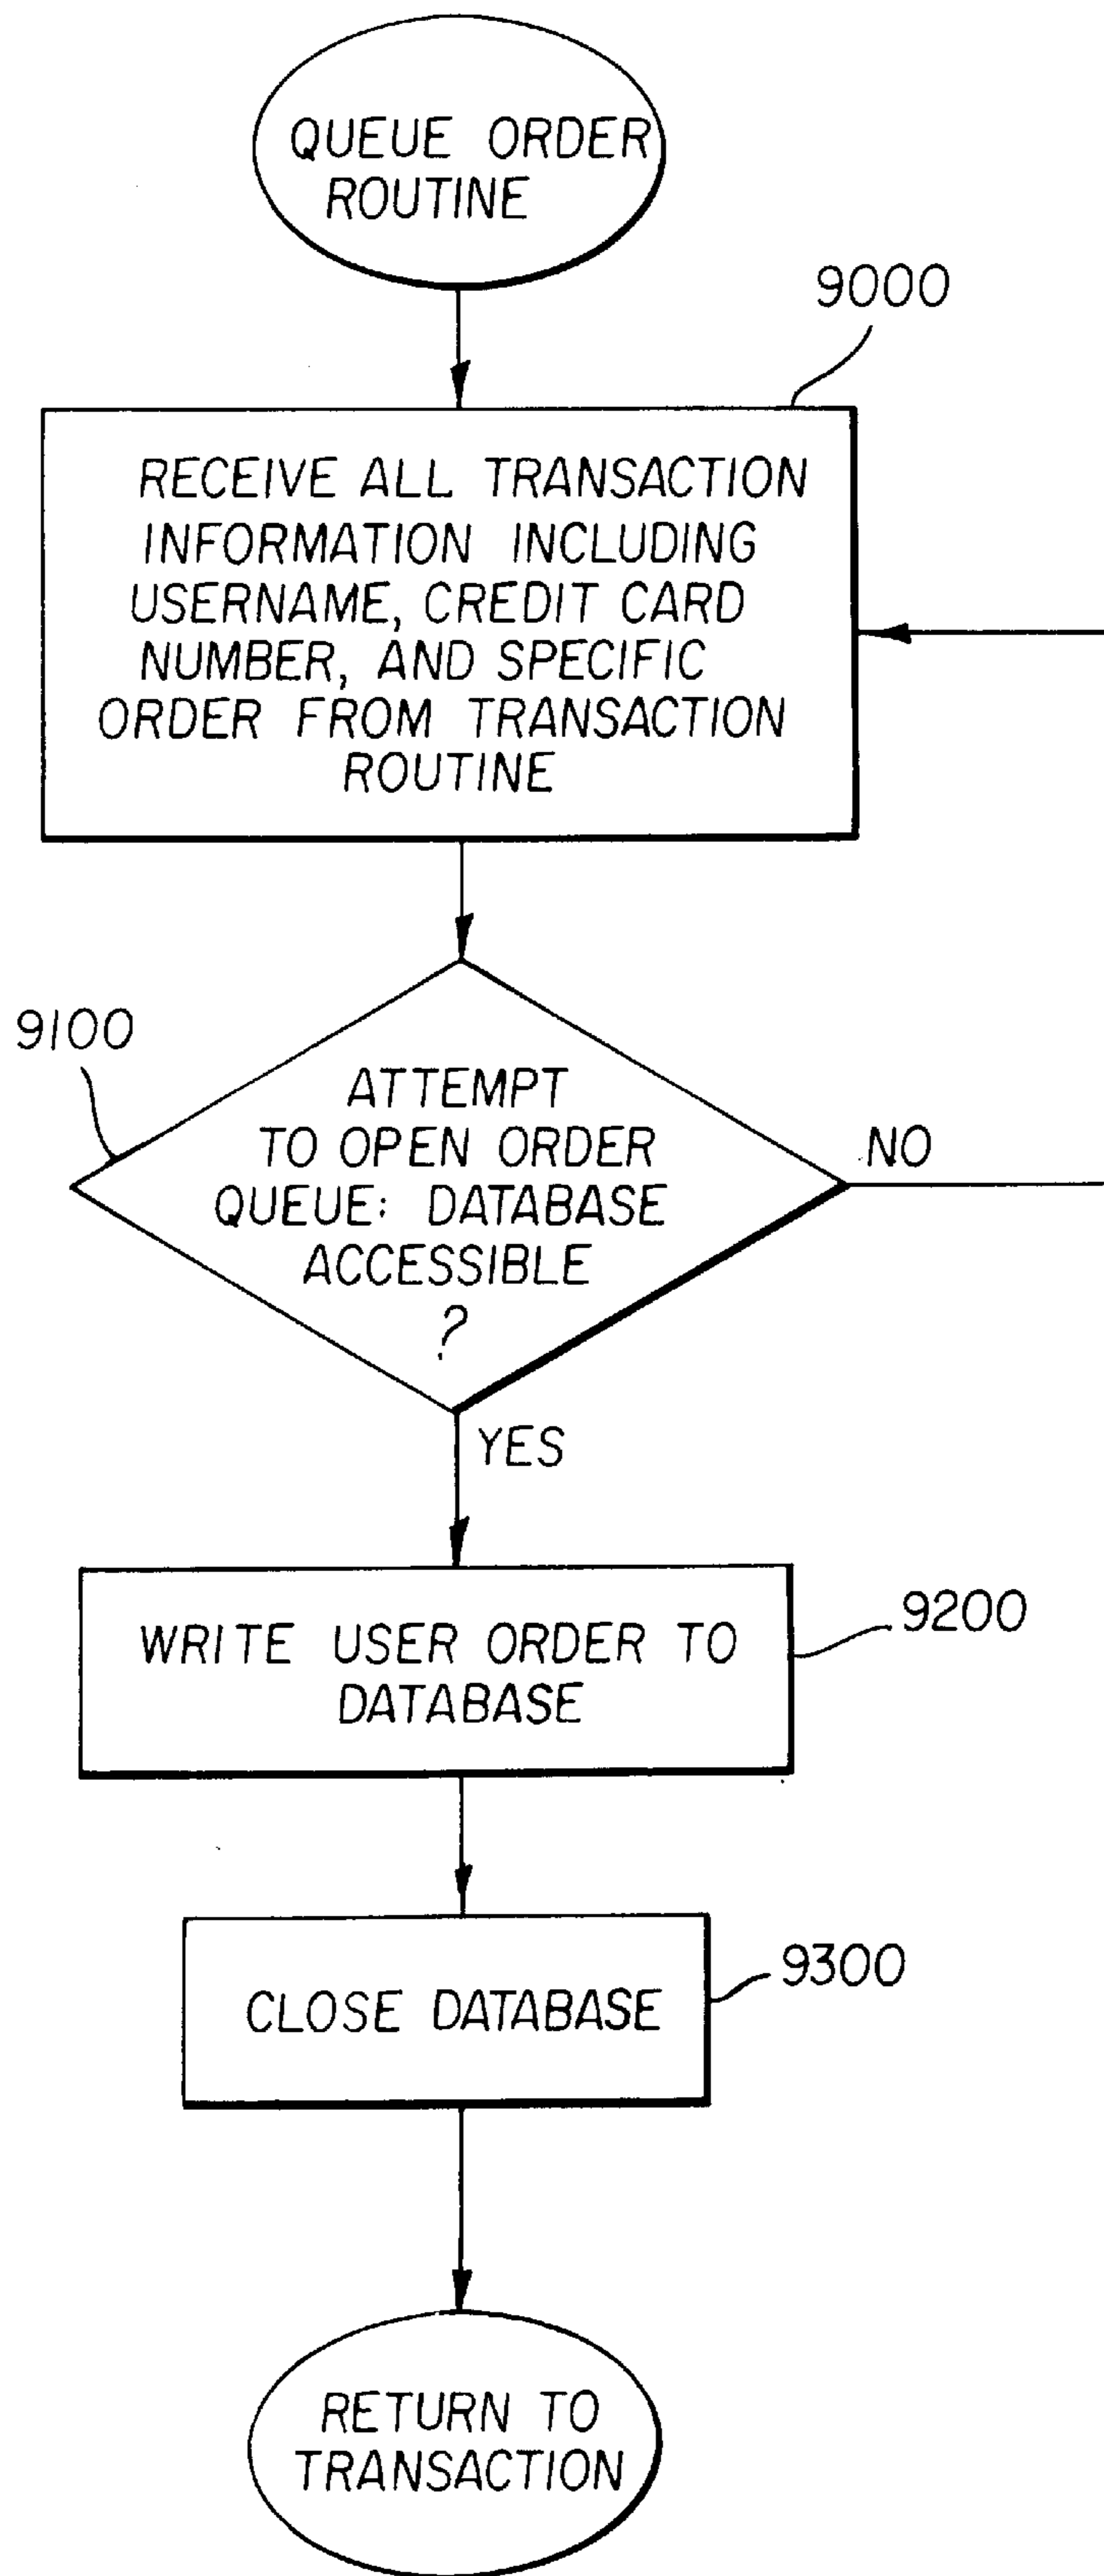 QUEUE ORDER
ROUTINE
9000
RECEIVE ALL TRANSACTION
INFORMATION INCLUDING
USERNAME, CREDIT CARD
NUMBER, AND SPECIFIC
ORDER FROM TRANSACTION
ROUTINE
9100
ATTEMPT
TO OPEN ORDER
QUEUE: DATABASE
ACCESSIBLE
?
NO
YES
WRITE USER ORDER TO
DATABASE
9200
CLOSE DATABASE
9300
RETURN TO
TRANSACTION